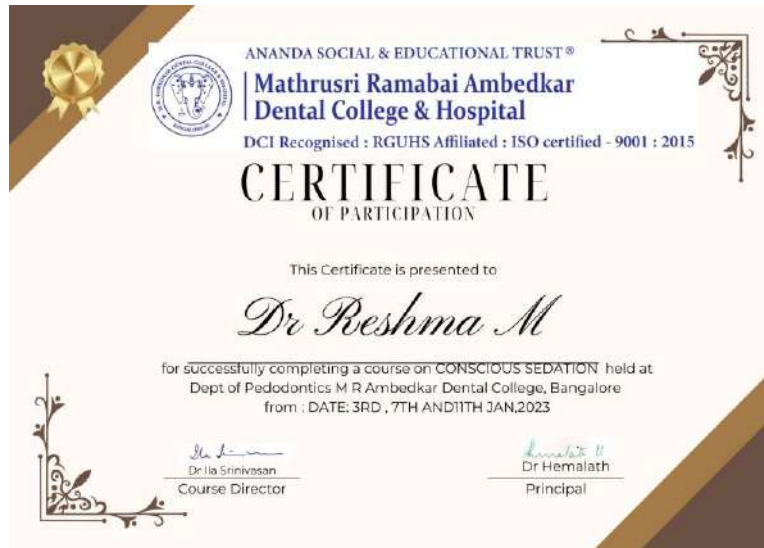 ANANDA SOCIAL & EDUCATIONAL TRUST®
Mathrusri Ramabai Ambedkar
Dental College & Hospital
DCI Recognised : RGUHS Affiliated : ISO certified - 9001 : 2015
CERTIFICATE
OF PARTICIPATION
This Certificate is presented to
Dr Reshma M
for successfully completing a course on CONSCIOUS SEDATION held at
Dept of Pedodontics M R Ambedkar Dental College, Bangalore
from : DATE: 3RD , 7TH AND11TH JAN,2023
Dr Ila Srinivasan
Course Director
Dr Hemalath
Principal